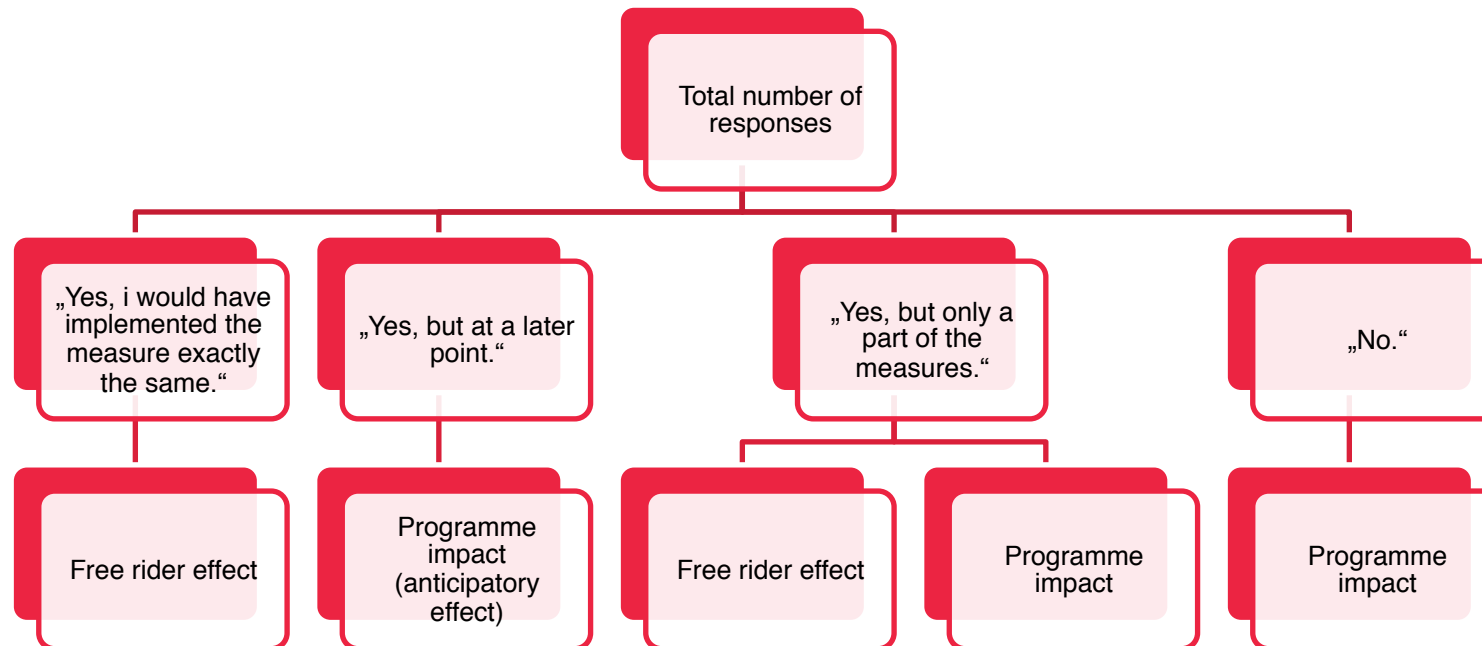 Total number of
responses
„Yes, i would have
implemented the
measure exactly
the same.“
„Yes, but at a later
point.“
„Yes, but only a
part of the
measures.“
„No.“
Free rider effect
Programme
impact
(anticipatory
effect)
Free rider effect
Programme
impact
Programme
impact